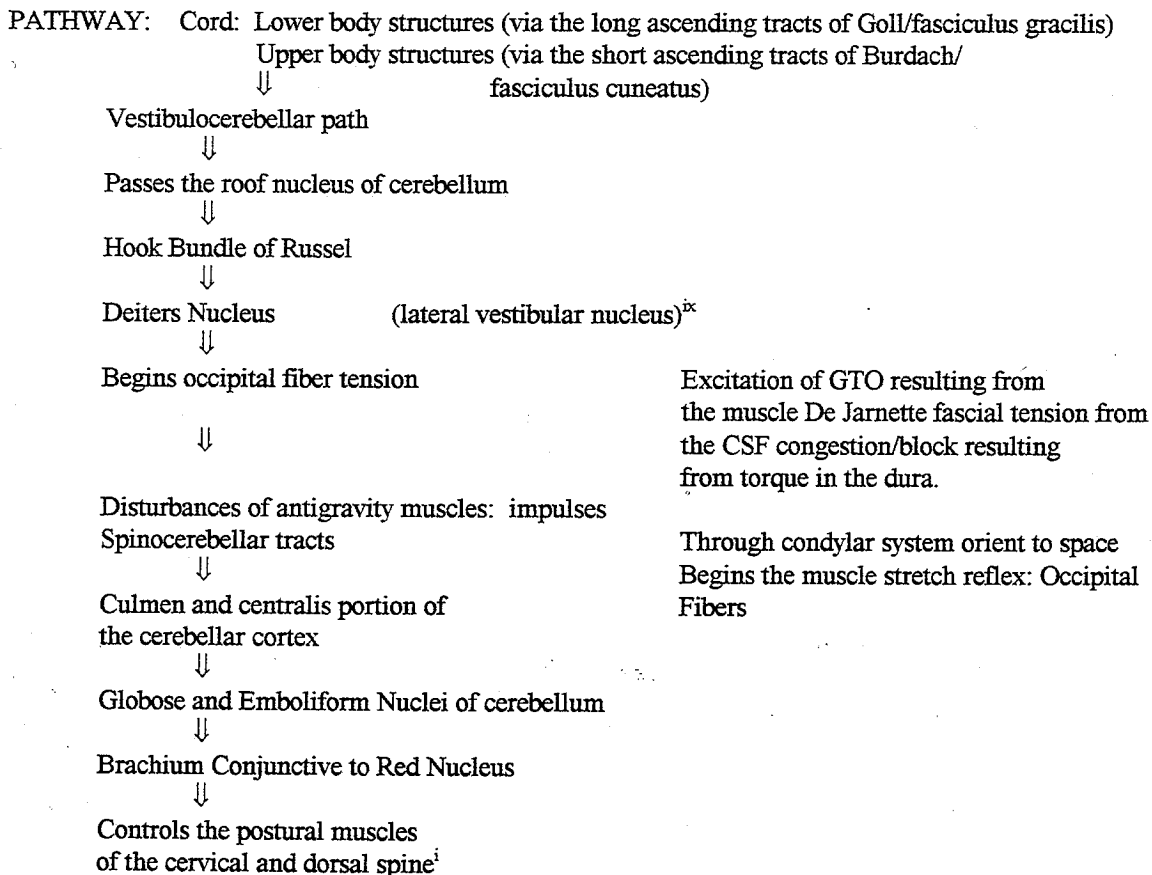 PATHWAY: Cord: Lower body structures (via the long ascending tracts of Goll/fasciculus gracilis)
Upper body structures (via the short ascending tracts of Burdach/
⇓ fasciculus cuneatus)
Vestibulocerebellar path
⇓
Passes the roof nucleus of cerebellum
⇓
Hook Bundle of Russel
⇓
Deiters Nucleus (lateral vestibular nucleus)ix
⇓
Begins occipital fiber tension Excitation of GTO resulting from
the muscle De Jarnette fascial tension from
⇓ the CSF congestion/block resulting
from torque in the dura.
Disturbances of antigravity muscles: impulses
Spinocerebellar tracts Through condylar system orient to space
⇓ Begins the muscle stretch reflex: Occipital
Culmen and centralis portion of Fibers
the cerebellar cortex
⇓
Globose and Emboliform Nuclei of cerebellum
⇓
Brachium Conjunctive to Red Nucleus
⇓
Controls the postural muscles
of the cervical and dorsal spinei